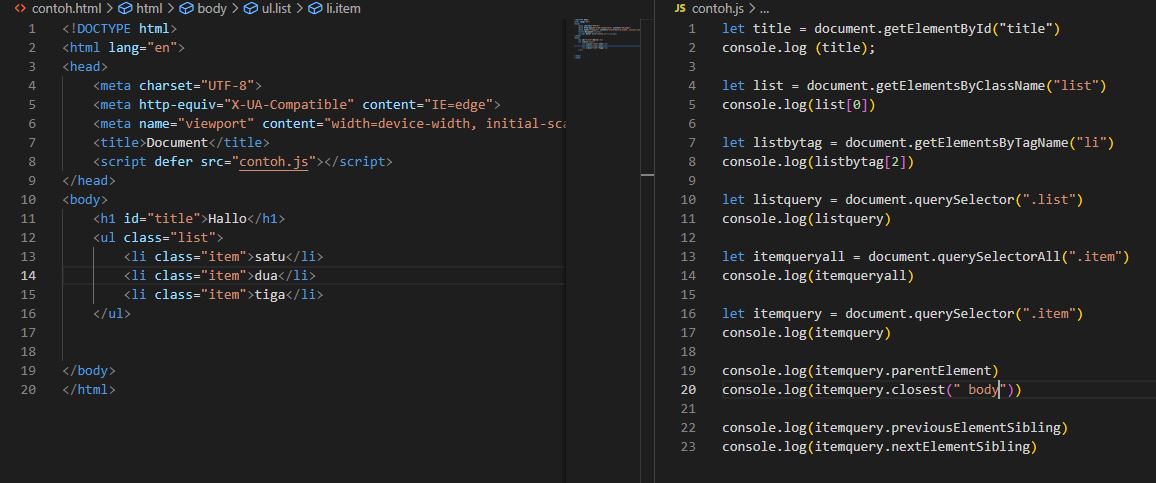 contoh.html > html > body > ul.list > li.item
1 <!DOCTYPE html>
2 <html lang="en">
3 <head>
4 <meta charset="UTF-8">
5 <meta http-equiv="X-UA-Compatible" content="IE=edge">
6 <meta name="viewport" content="width=device-width, initial-sca
7 <title>Document</title>
8 <script defer src="contoh.js"></script>
9 </head>
10 <body>
11 <h1 id="title">Hallo</h1>
12 <ul class="list">
13 <li class="item">satu</li>
14 <li class="item">dua</li>
15 <li class="item">tiga</li>
16 </ul>
17
18
19 </body>
20 </html>
JS contoh.js > ...
1 let title = document.getElementById("title")
2 console.log (title);
3
4 let list = document.getElementsByClassName("list")
5 console.log(list[0])
6
7 let listbytag = document.getElementsByTagName("li")
8 console.log(listbytag[2])
9
10 let listquery = document.querySelector(".list")
11 console.log(listquery)
12
13 let itemqueryall = document.querySelectorAll(".item")
14 console.log(itemqueryall)
15
16 let itemquery = document.querySelector(".item")
17 console.log(itemquery)
18
19 console.log(itemquery.parentElement)
20 console.log(itemquery.closest(" body"))
21
22 console.log(itemquery.previousElementSibling)
23 console.log(itemquery.nextElementSibling)